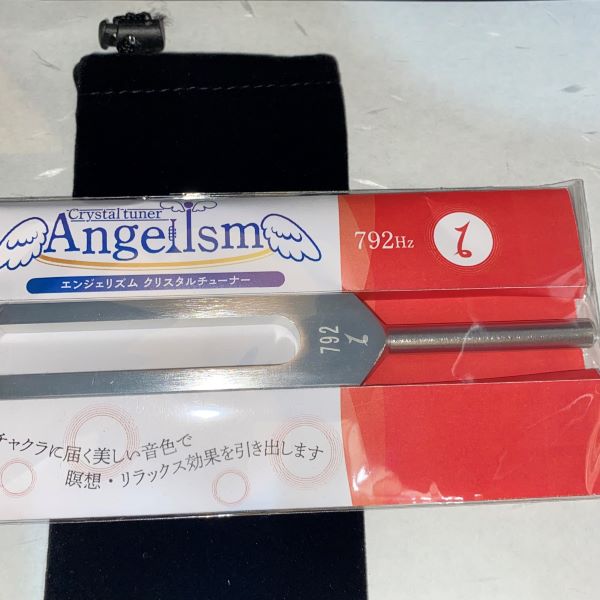 Crystal tuner
Angelism
エンジェリズム クリスタルチューナー
792Hz
792
チャクラに届く美しい音色で
瞑想・リラックス効果を引き出します